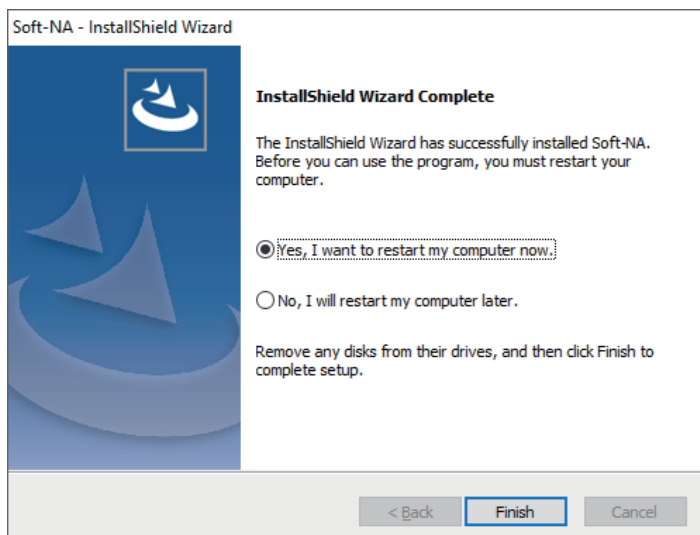 Soft-NA - InstallShield Wizard
InstallShield Wizard Complete
The InstallShield Wizard has successfully installed Soft-NA.
Before you can use the program, you must restart your
computer.
Yes, I want to restart my computer now.
No, I will restart my computer later.
Remove any disks from their drives, and then click Finish to
complete setup.
< Back
Finish
Cancel